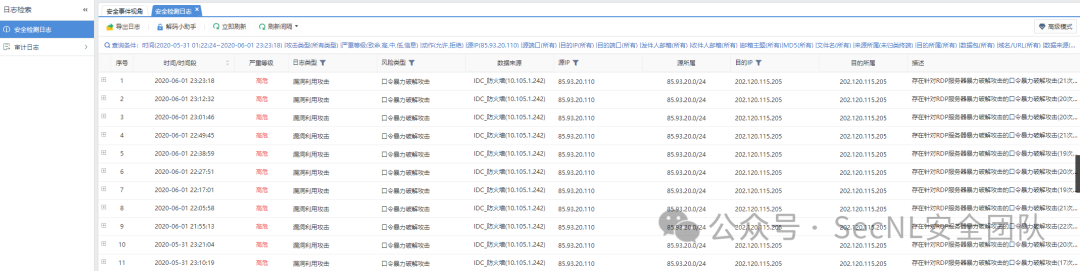 日志检索 «
安全检测日志
审计日志
安全事件视角 安全检测日志 ×
导出日志 解码小助手 立即刷新 刷新间隔 高级模式
查询条件: 时间(2020-05-31 01:22:24~2020-06-01 23:23:18) |攻击类型(所有类型) |严重等级(致命,高,中,低,信息) |动作(允许,拒绝) |源IP(85.93.20.110) |源端口(所有) |目的IP(所有) |目的端口(所有) |发件人邮箱(所有) |收件人邮箱(所有) |邮箱主题(所有)|MD5(所有) |文件名(所有) |来源所属(未归类终端) |目的所属(所有) |数据包(所有) |域名/URL(所有) |数据来源(...
序号 时间/时间段 严重等级 日志类型 风险类型 数据来源 源IP 源所属 目的IP 目的所属 描述
1 2020-06-01 23:23:18 高危 漏洞利用攻击 口令暴力破解攻击 IDC_防火墙(10.105.1.242) 85.93.20.110 85.93.20.0/24 202.120.115.205 202.120.115.205 存在针对RDP服务器暴力破解攻击的口令暴力破解攻击(21次...
2 2020-06-01 23:12:32 高危 漏洞利用攻击 口令暴力破解攻击 IDC_防火墙(10.105.1.242) 85.93.20.110 85.93.20.0/24 202.120.115.205 202.120.115.205 存在针对RDP服务器暴力破解攻击的口令暴力破解攻击(20次...
3 2020-06-01 23:01:46 高危 漏洞利用攻击 口令暴力破解攻击 IDC_防火墙(10.105.1.242) 85.93.20.110 85.93.20.0/24 202.120.115.205 202.120.115.205 存在针对RDP服务器暴力破解攻击的口令暴力破解攻击(20次...
4 2020-06-01 22:49:45 高危 漏洞利用攻击 口令暴力破解攻击 IDC_防火墙(10.105.1.242) 85.93.20.110 85.93.20.0/24 202.120.115.205 202.120.115.205 存在针对RDP服务器暴力破解攻击的口令暴力破解攻击(21次...
5 2020-06-01 22:38:59 高危 漏洞利用攻击 口令暴力破解攻击 IDC_防火墙(10.105.1.242) 85.93.20.110 85.93.20.0/24 202.120.115.205 202.120.115.205 存在针对RDP服务器暴力破解攻击的口令暴力破解攻击(19次...
6 2020-06-01 22:27:51 高危 漏洞利用攻击 口令暴力破解攻击 IDC_防火墙(10.105.1.242) 85.93.20.110 85.93.20.0/24 202.120.115.205 202.120.115.205 存在针对RDP服务器暴力破解攻击的口令暴力破解攻击(20次...
7 2020-06-01 22:17:01 高危 漏洞利用攻击 口令暴力破解攻击 IDC_防火墙(10.105.1.242) 85.93.20.110 85.93.20.0/24 202.120.115.205 202.120.115.205 存在针对RDP服务器暴力破解攻击的口令暴力破解攻击(19次...
8 2020-06-01 22:05:58 高危 漏洞利用攻击 口令暴力破解攻击 IDC_防火墙(10.105.1.242) 85.93.20.110 85.93.20.0/24 202.120.115.205 202.120.115.205 存在针对RDP服务器暴力破解攻击的口令暴力破解攻击(21次...
9 2020-06-01 21:55:13 高危 漏洞利用攻击 口令暴力破解攻击 IDC_防火墙(10.105.1.242) 85.93.20.110 85.93.20.0/24 202.120.115.205 202.120.115.205 存在针对RDP服务器暴力破解攻击的口令暴力破解攻击(22次...
10 2020-05-31 23:21:04 高危 漏洞利用攻击 口令暴力破解攻击 IDC_防火墙(10.105.1.242) 85.93.20.110 85.93.20.0/24 202.120.115.205 202.120.115.205 存在针对RDP服务器暴力破解攻击的口令暴力破解攻击(20次...
11 2020-05-31 23:10:19 高危 漏洞利用攻击 口令暴力破解攻击 IDC_防火墙(10.105.1.242) 85.93.20.110 85.93.20.0/24 202.120.115.205 202.120.115.205 存在针对RDP服务器暴力破解攻击的口令暴力破解攻击(17次...
公众号 · SecNL安全团队